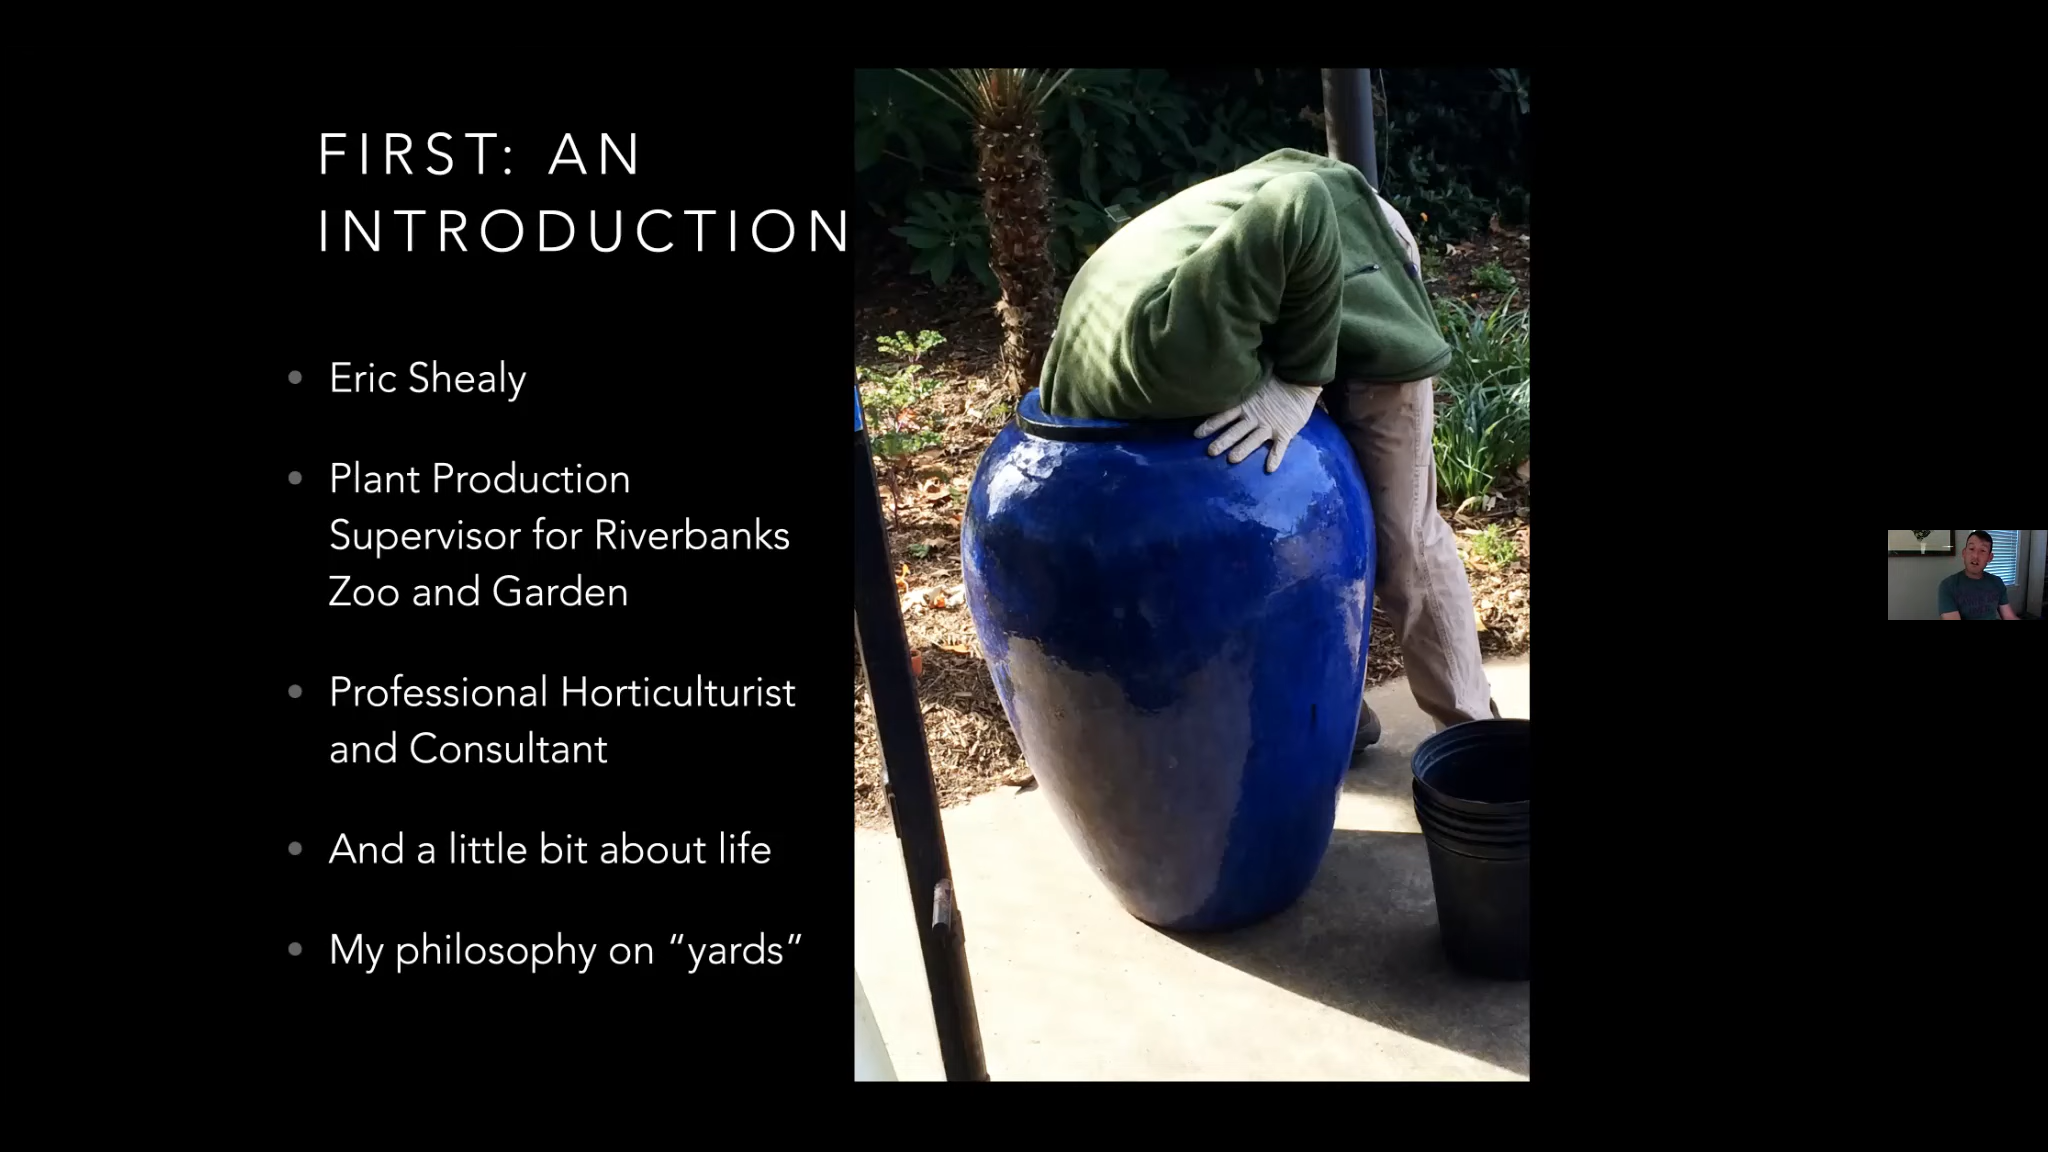 FIRST: AN
INTRODUCTION
Eric Shealy
Plant Production
Supervisor for Riverbanks
Zoo and Garden
Professional Horticulturist
and Consultant
And a little bit about life
My philosophy on “yards”